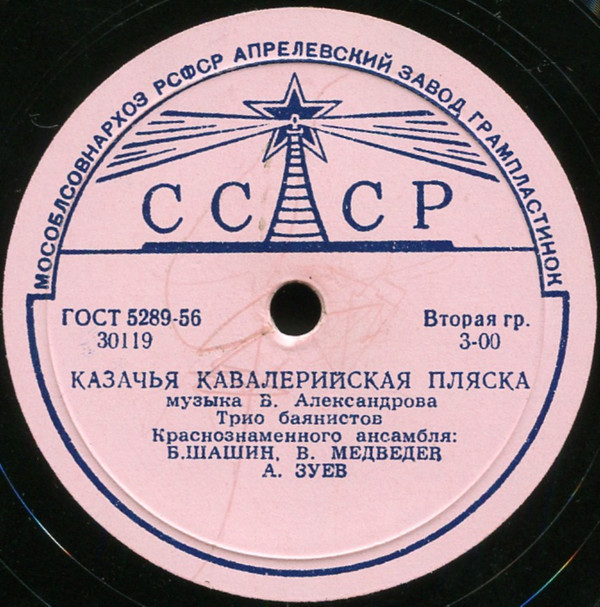 МОСОБЛСОВНАРХОЗ РСФСР АПРЕЛЕВСКИЙ ЗАВОД ГРАМПЛАСТИНОК
СССР
ГОСТ 5289-56
30119
Вторая гр.
3-00
КАЗАЧЬЯ КАВАЛЕРИЙСКАЯ ПЛЯСКА
музыка Б. Александрова
Трио баянистов
Краснознаменного ансамбля:
Б.ШАШИН, В. МЕДВЕДЕВ
А. ЗУЕВ